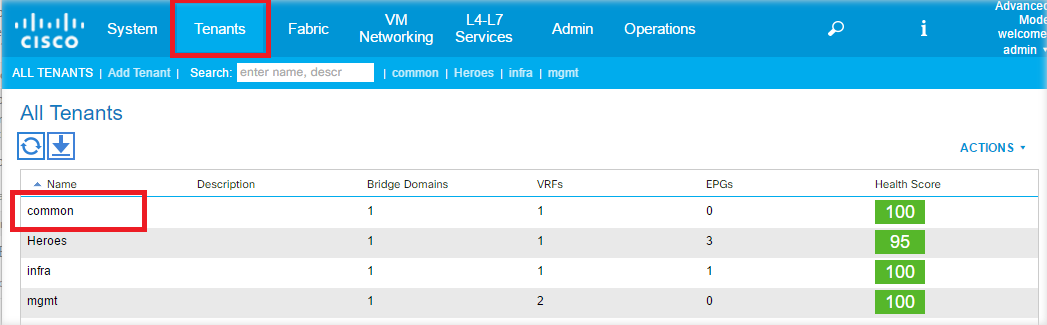 CISCO System Tenants Fabric VM Networking L4-L7 Services Admin Operations i Advanced Mode welcome, admin
ALL TENANTS | Add Tenant | Search: enter name, descr | common | Heroes | infra | mgmt
All Tenants
ACTIONS
Name Description Bridge Domains VRFs EPGs Health Score
common 1 1 0 100
Heroes 1 1 3 95
infra 1 1 1 100
mgmt 1 2 0 100